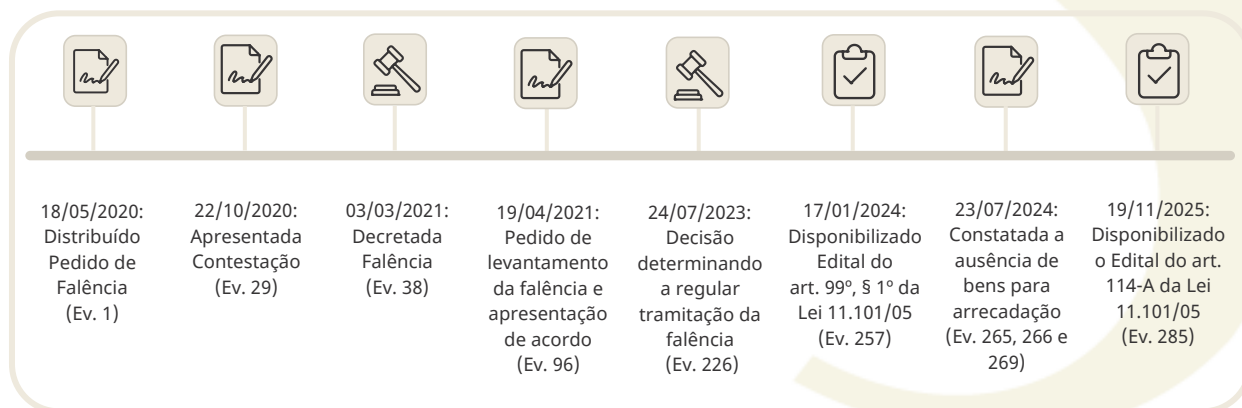 18/05/2020:
Distribuído
Pedido de
Falência
(Ev. 1)
22/10/2020:
Apresentada
Contestação
(Ev. 29)
03/03/2021:
Decretada
Falência
(Ev. 38)
19/04/2021:
Pedido de
levantamento
da falência e
apresentação
de acordo
(Ev. 96)
24/07/2023:
Decisão
determinando
a regular
tramitação da
falência
(Ev. 226)
17/01/2024:
Disponibilizado
Edital do
art. 99º, § 1º da
Lei 11.101/05
(Ev. 257)
23/07/2024:
Constatada a
ausência de
bens para
arrecadação
(Ev. 265, 266 e
269)
19/11/2025:
Disponibilizado
o Edital do art.
114-A da Lei
11.101/05
(Ev. 285)